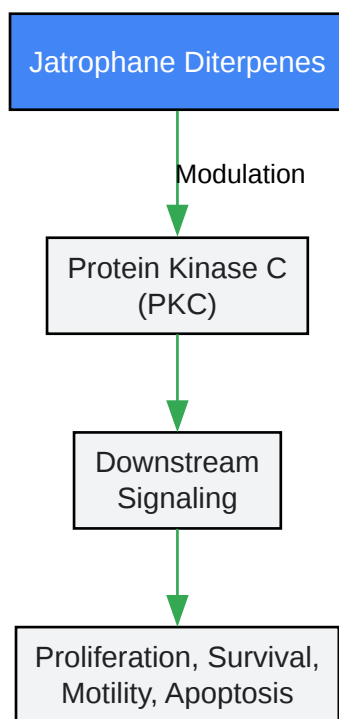 Jatrophane Diterpenes
Modulation
Protein Kinase C
(PKC)
Downstream
Signaling
Proliferation, Survival,
Motility, Apoptosis